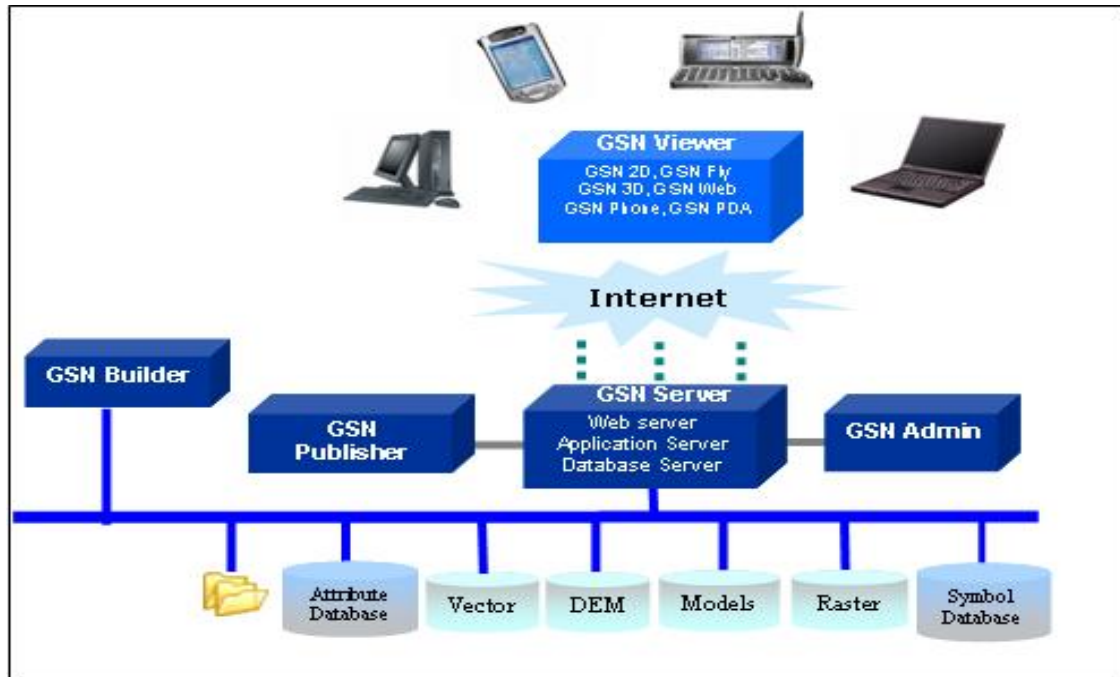 GSN Viewer
GSN 2D, GSN Fly
GSN 3D, GSN Web
GSN Phone, GSN PDA
Internet
GSN Builder
GSN
Publisher
GSN Server
Web server
Application Server
Database Server
GSN Admin
Attribute
Database
Vector
DEM
Models
Raster
Symbol
Database